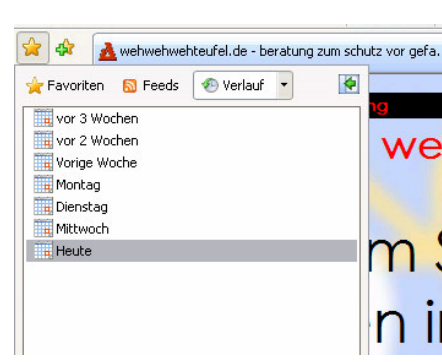 wehwehwehteufel.de - beratung zum schutz vor gefa.
Favoriten Feeds Verlauf
ng
vor 3 Wochen
vor 2 Wochen
we
Vorige Woche
Montag
Dienstag
Mittwoch
Heute
m S
n i